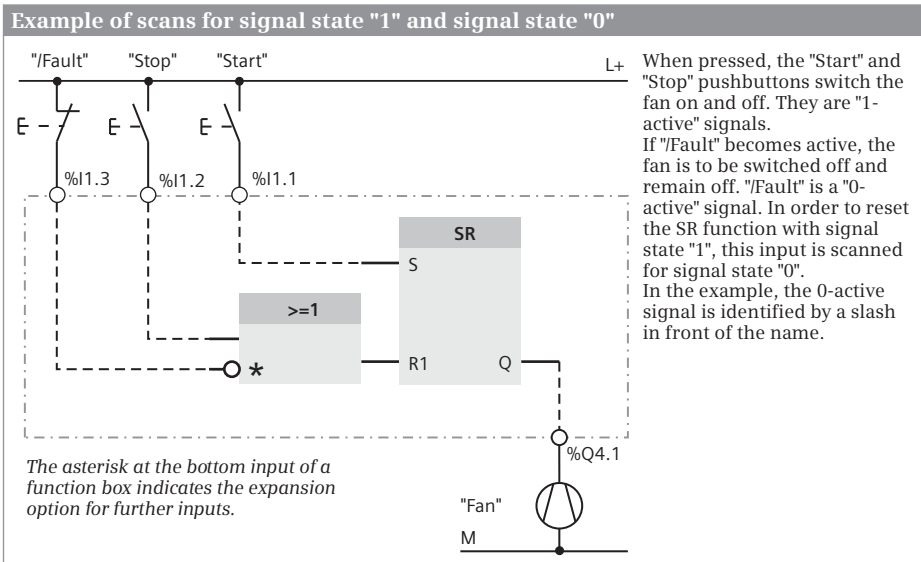 Example of scans for signal state "1" and signal state "0"
"/Fault" "Stop" "Start" L+
%I1.3 %I1.2 %I1.1
SR
S
>=1
*
R1 Q
%Q4.1
"Fan"
M
The asterisk at the bottom input of a
function box indicates the expansion
option for further inputs.
When pressed, the "Start" and
"Stop" pushbuttons switch the
fan on and off. They are "1-
active" signals.
If "/Fault" becomes active, the
fan is to be switched off and
remain off. "/Fault" is a "0-
active" signal. In order to reset
the SR function with signal
state "1", this input is scanned
for signal state "0".
In the example, the 0-active
signal is identified by a slash
in front of the name.